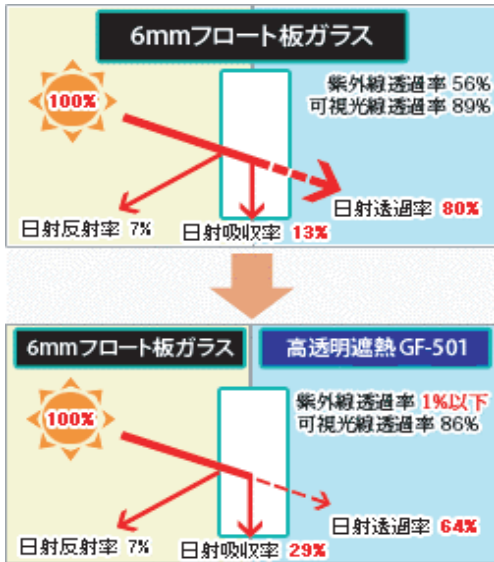 6mmフロート板ガラス
100%
紫外線透過率 56%
可視光線透過率 89%
日射透過率 80%
日射反射率 7%
日射吸収率 13%
6mmフロート板ガラス
高透明遮熱 GF-501
100%
紫外線透過率 1%以下
可視光線透過率 86%
日射透過率 64%
日射反射率 7%
日射吸収率 29%